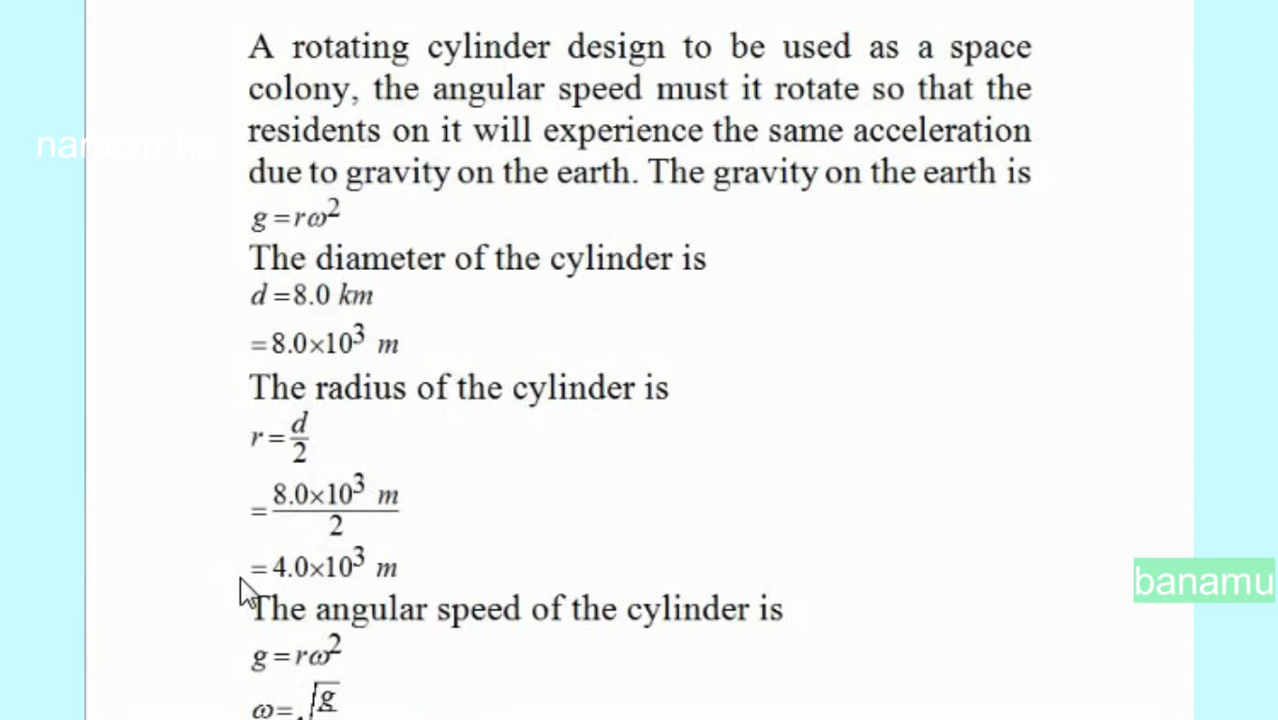 A rotating cylinder design to be used as a space
colony, the angular speed must it rotate so that the
residents on it will experience the same acceleration
due to gravity on the earth. The gravity on the earth is
g = rω²
The diameter of the cylinder is
d = 8.0 km
= 8.0×10³ m
The radius of the cylinder is
r = d/2
= 8.0×10³ m / 2
= 4.0×10³ m
The angular speed of the cylinder is
g = rω²
ω = √g
banamu